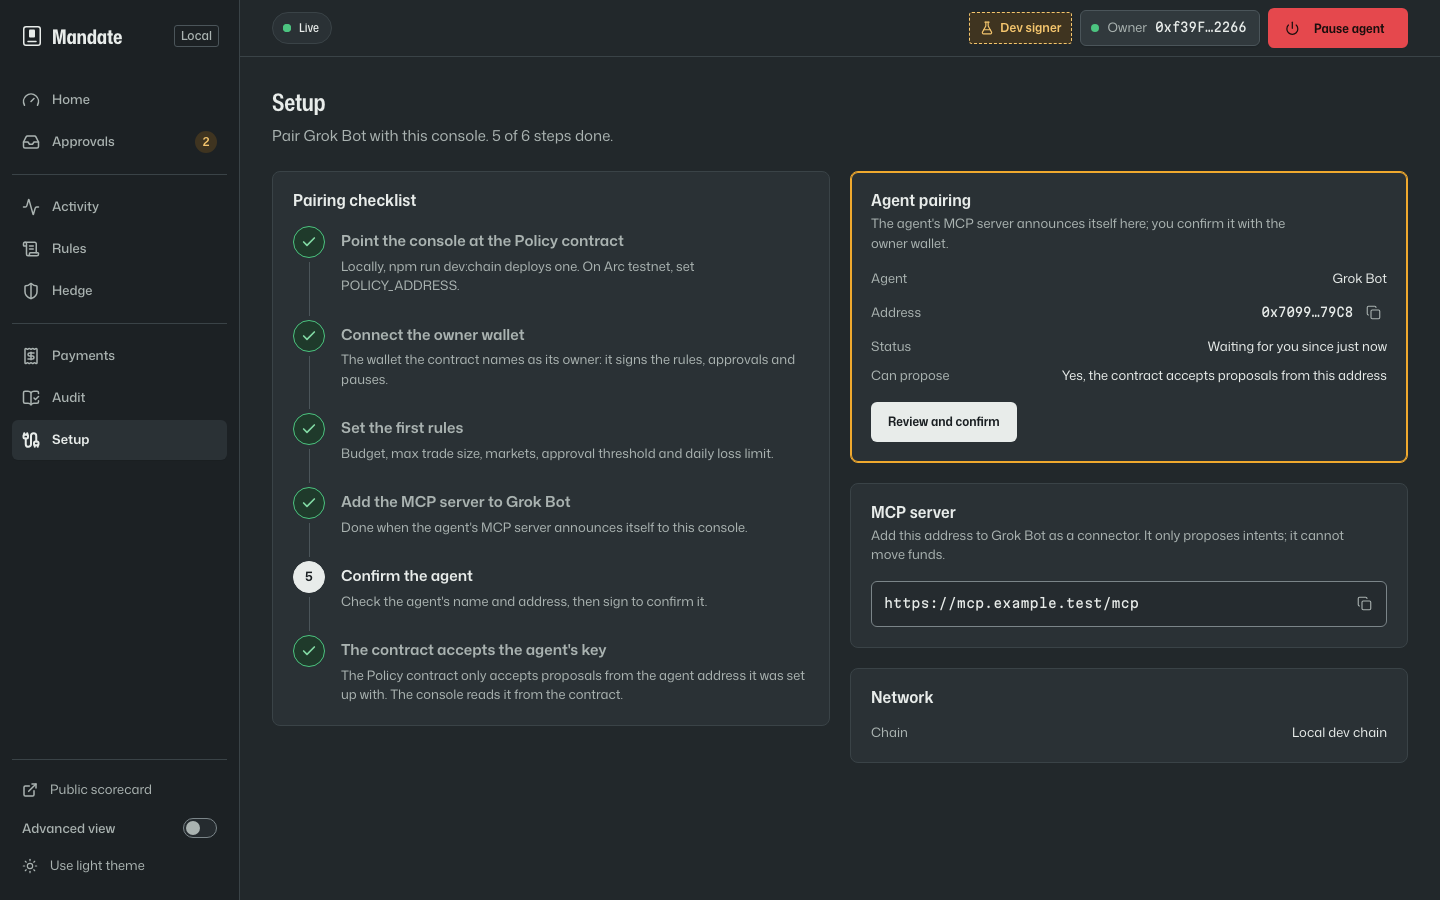 Mandate
Local
Home
Approvals
2
Activity
Rules
Hedge
Payments
Audit
Setup
Public scorecard
Advanced view
Use light theme
Live
Dev signer
Owner 0xf39F…2266
Pause agent
Setup
Pair Grok Bot with this console. 5 of 6 steps done.
Pairing checklist
Point the console at the Policy contract
Locally, npm run dev:chain deploys one. On Arc testnet, set
POLICY_ADDRESS.
Connect the owner wallet
The wallet the contract names as its owner: it signs the rules, approvals and
pauses.
Set the first rules
Budget, max trade size, markets, approval threshold and daily loss limit.
Add the MCP server to Grok Bot
Done when the agent's MCP server announces itself to this console.
5
Confirm the agent
Check the agent's name and address, then sign to confirm it.
The contract accepts the agent's key
The Policy contract only accepts proposals from the agent address it was set
up with. The console reads it from the contract.
Agent pairing
The agent's MCP server announces itself here; you confirm it with the
owner wallet.
Agent
Grok Bot
Address
0x7099…79C8
Status
Waiting for you since just now
Can propose
Yes, the contract accepts proposals from this address
Review and confirm
MCP server
Add this address to Grok Bot as a connector. It only proposes intents; it cannot
move funds.
https://mcp.example.test/mcp
Network
Chain
Local dev chain